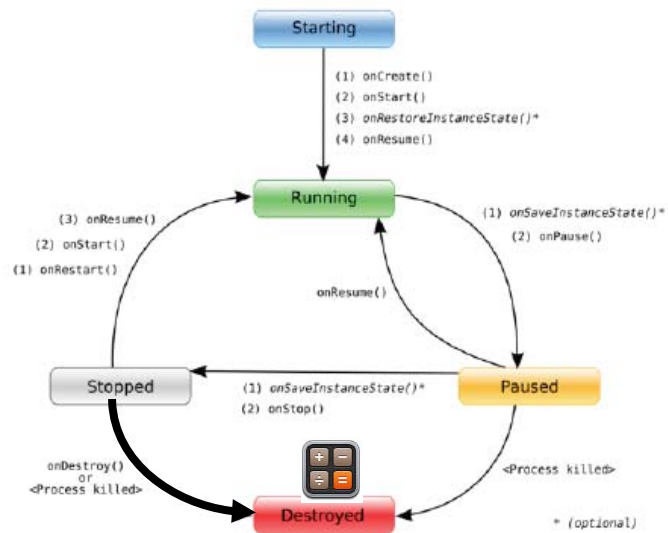 Starting
(1) onCreate()
(2) onStart()
(3) onRestoreInstanceState()*
(4) onResume()
Running
(3) onResume()
(2) onStart()
(1) onRestart()
(1) onSaveInstanceState()*
(2) onPause()
onResume()
Stopped
(1) onSaveInstanceState()*
(2) onStop()
Paused
onDestroy()
or
<Process killed>
+ −
÷ =
<Process killed>
Destroyed
* (optional)